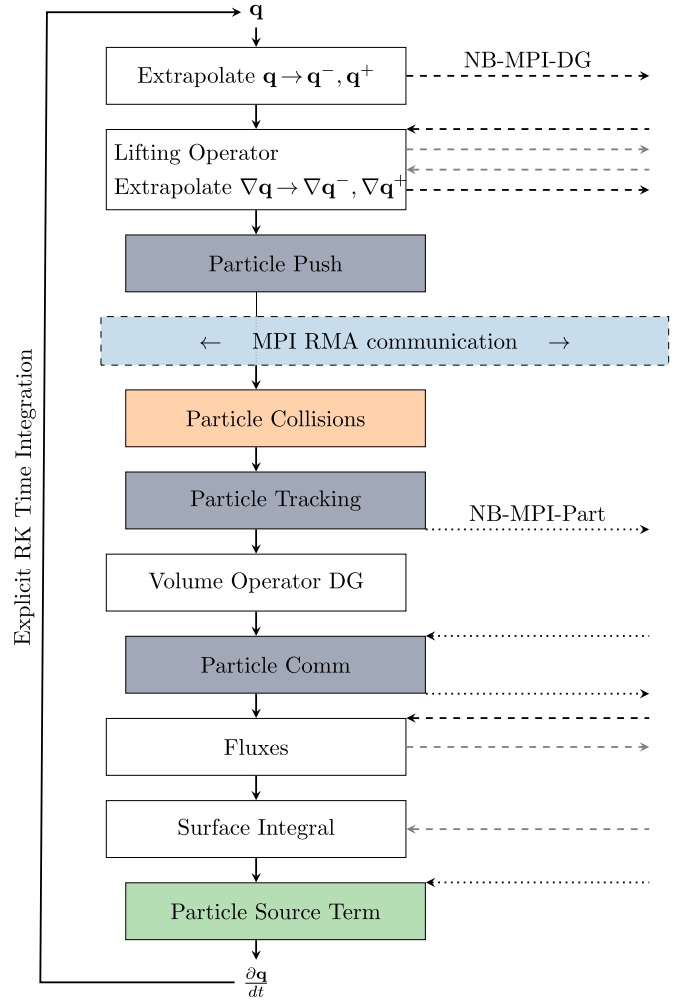 q
Extrapolate q→q⁻, q⁺
NB-MPI-DG
Lifting Operator
Extrapolate ∇q→∇q⁻, ∇q⁺
Particle Push
← MPI RMA communication →
Particle Collisions
Particle Tracking
NB-MPI-Part
Volume Operator DG
Particle Comm
Fluxes
Surface Integral
Particle Source Term
∂q/dt
Explicit RK Time Integration